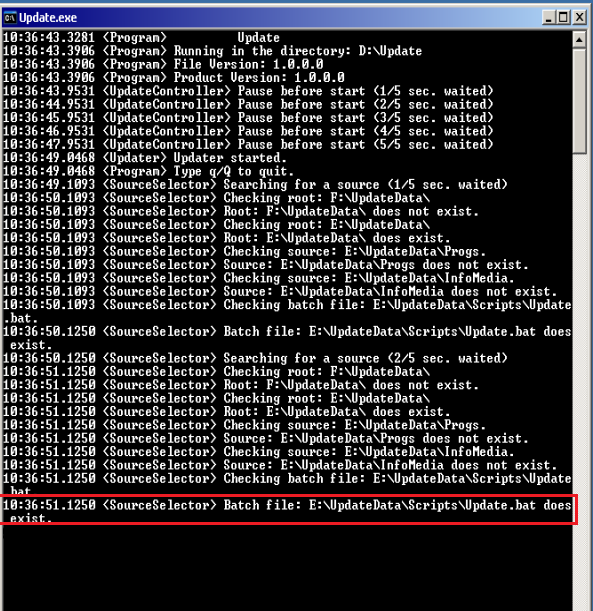 Update.exe
10:36:43.3281 <Program>          Update
10:36:43.3906 <Program> Running in the directory: D:\Update
10:36:43.3906 <Program> File Version: 1.0.0.0
10:36:43.3906 <Program> Product Version: 1.0.0.0
10:36:43.9531 <UpdateController> Pause before start (1/5 sec. waited)
10:36:44.9531 <UpdateController> Pause before start (2/5 sec. waited)
10:36:45.9531 <UpdateController> Pause before start (3/5 sec. waited)
10:36:46.9531 <UpdateController> Pause before start (4/5 sec. waited)
10:36:47.9531 <UpdateController> Pause before start (5/5 sec. waited)
10:36:49.0468 <Updater> Updater started.
10:36:49.0468 <Program> Type q/Q to quit.
10:36:49.1093 <SourceSelector> Searching for a source (1/5 sec. waited)
10:36:50.1093 <SourceSelector> Checking root: F:\UpdateData\
10:36:50.1093 <SourceSelector> Root: F:\UpdateData\ does not exist.
10:36:50.1093 <SourceSelector> Checking root: E:\UpdateData\
10:36:50.1093 <SourceSelector> Root: E:\UpdateData\ does exist.
10:36:50.1093 <SourceSelector> Checking source: E:\UpdateData\Progs.
10:36:50.1093 <SourceSelector> Source: E:\UpdateData\Progs does not exist.
10:36:50.1093 <SourceSelector> Checking source: E:\UpdateData\InfoMedia.
10:36:50.1093 <SourceSelector> Source: E:\UpdateData\InfoMedia does not exist.
10:36:50.1093 <SourceSelector> Checking batch file: E:\UpdateData\Scripts\Update
.bat.
10:36:50.1250 <SourceSelector> Batch file: E:\UpdateData\Scripts\Update.bat does
 exist.
10:36:50.1250 <SourceSelector> Searching for a source (2/5 sec. waited)
10:36:51.1250 <SourceSelector> Checking root: F:\UpdateData\
10:36:51.1250 <SourceSelector> Root: F:\UpdateData\ does not exist.
10:36:51.1250 <SourceSelector> Checking root: E:\UpdateData\
10:36:51.1250 <SourceSelector> Root: E:\UpdateData\ does exist.
10:36:51.1250 <SourceSelector> Checking source: E:\UpdateData\Progs.
10:36:51.1250 <SourceSelector> Source: E:\UpdateData\Progs does not exist.
10:36:51.1250 <SourceSelector> Checking source: E:\UpdateData\InfoMedia.
10:36:51.1250 <SourceSelector> Source: E:\UpdateData\InfoMedia does not exist.
10:36:51.1250 <SourceSelector> Checking batch file: E:\UpdateData\Scripts\Update
.bat.
10:36:51.1250 <SourceSelector> Batch file: E:\UpdateData\Scripts\Update.bat does
 exist.